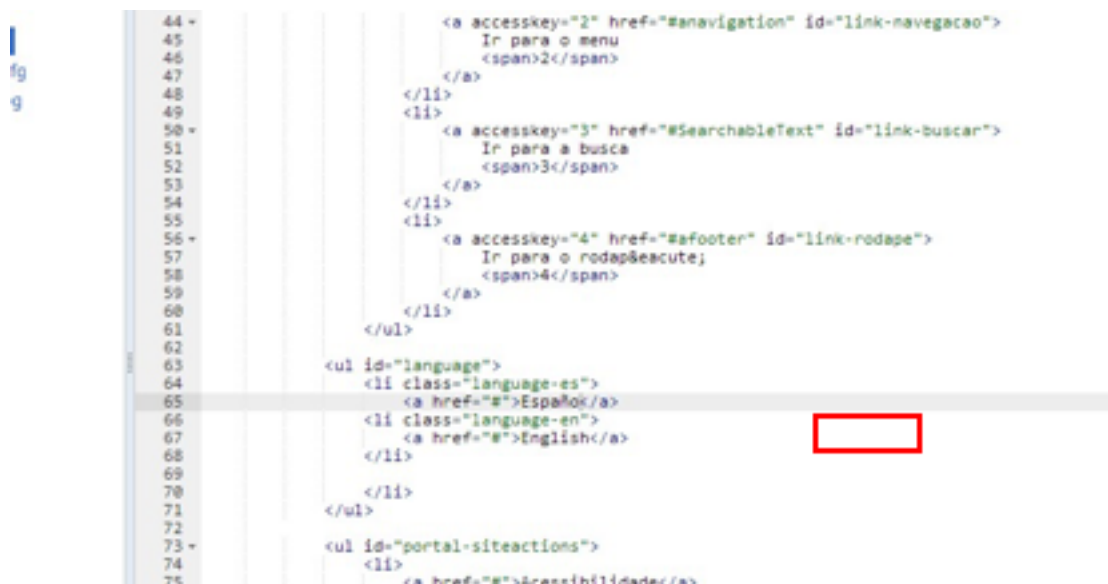 fg
g
44 <a accesskey="2" href="#anavigation" id="link-navegacao">
45 Ir para o menu
46 <span>2</span>
47 </a>
48 </li>
49 <li>
50 <a accesskey="3" href="#SearchableText" id="link-buscar">
51 Ir para a busca
52 <span>3</span>
53 </a>
54 </li>
55 <li>
56 <a accesskey="4" href="#afooter" id="link-rodape">
57 Ir para o rodap&eacute;
58 <span>4</span>
59 </a>
60 </li>
61 </ul>
62
63 <ul id="language">
64 <li class="language-es">
65 <a href="#">Españo</a>
66 <li class="language-en">
67 <a href="#">English</a>
68 </li>
69
70 </li>
71 </ul>
72
73 <ul id="portal-siteactions">
74 <li>
75 <a href="#">Acessibilidade</a>